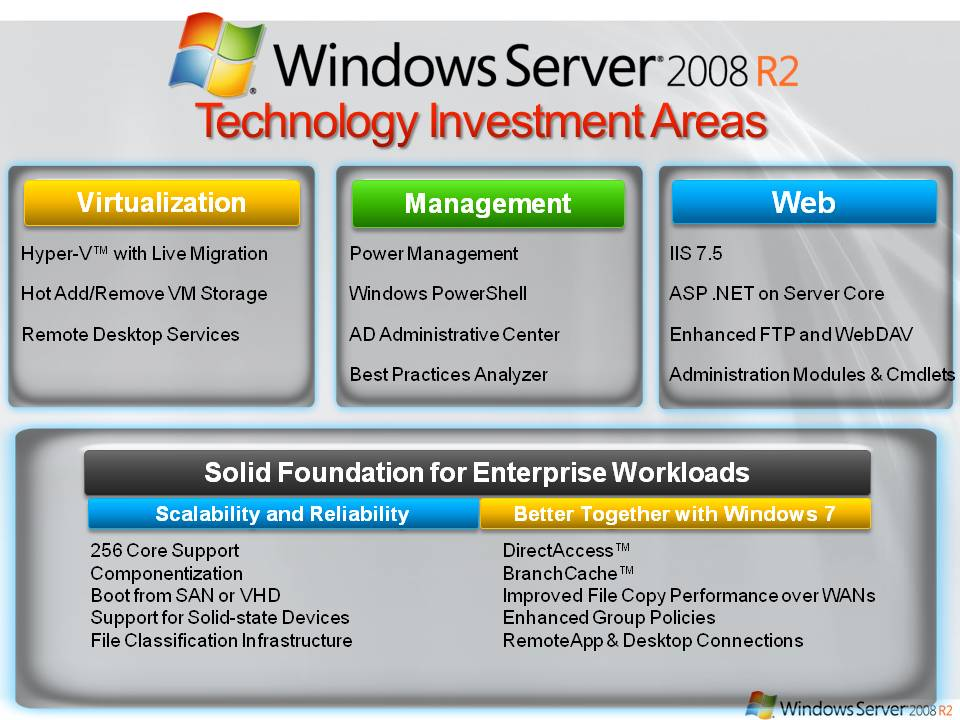 Windows Server® 2008 R2
Technology Investment Areas
Virtualization
Hyper-V™ with Live Migration
Hot Add/Remove VM Storage
Remote Desktop Services
Management
Power Management
Windows PowerShell
AD Administrative Center
Best Practices Analyzer
Web
IIS 7.5
ASP .NET on Server Core
Enhanced FTP and WebDAV
Administration Modules & Cmdlets
Solid Foundation for Enterprise Workloads
Scalability and Reliability
256 Core Support
Componentization
Boot from SAN or VHD
Support for Solid-state Devices
File Classification Infrastructure
Better Together with Windows 7
DirectAccess™
BranchCache™
Improved File Copy Performance over WANs
Enhanced Group Policies
RemoteApp & Desktop Connections
Windows Server 2008 R2